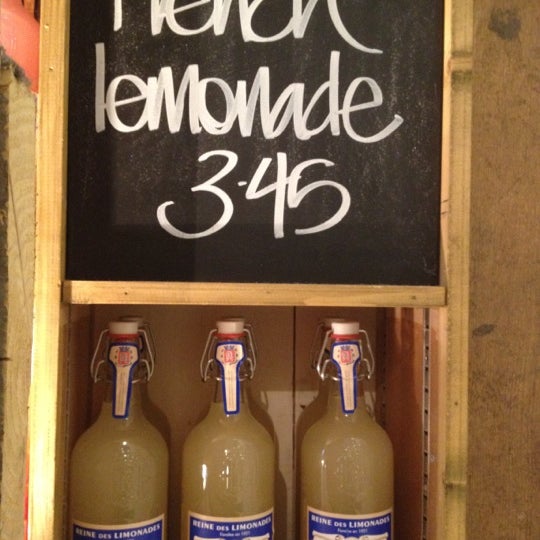 French
lemonade
3-45
REINE DES LIMONADES
REINE DES LIMONADES
REINE DES LIMONADES